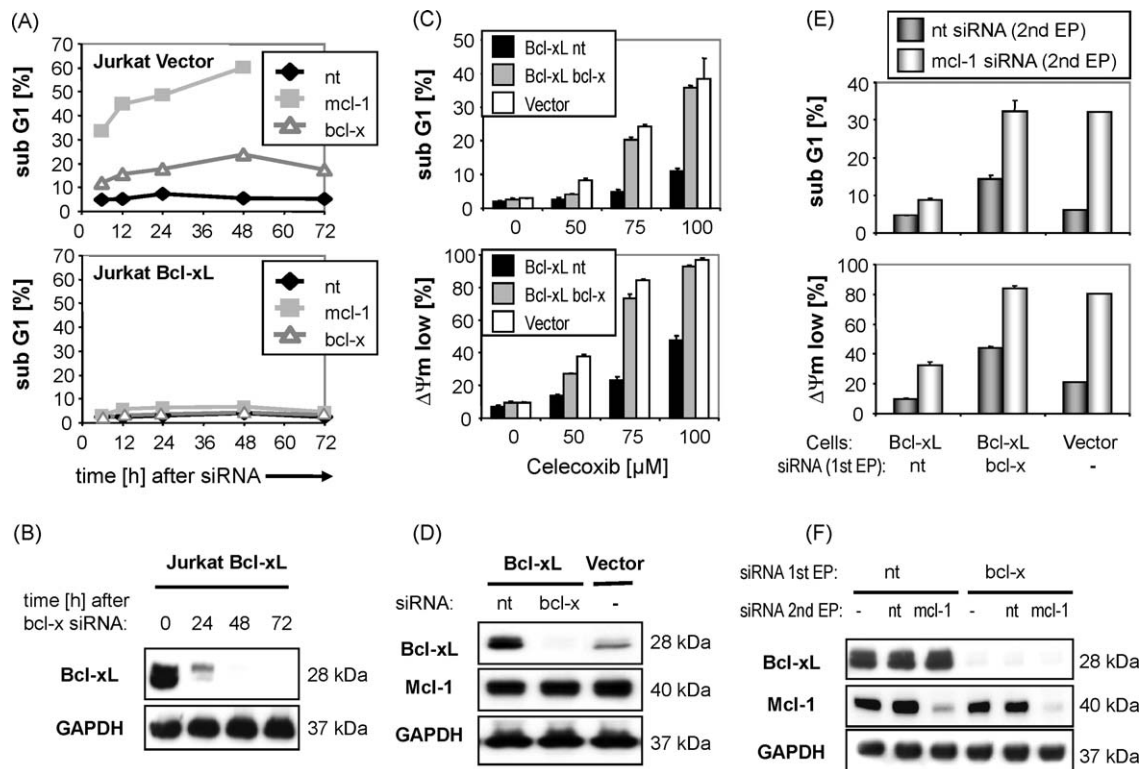 (A)
sub G1 [%]
70
60
50
40
30
20
10
0
Jurkat Vector
nt
mcl-1
bcl-x
0 12 24 36 48 60 72
sub G1 [%]
70
60
50
40
30
20
10
0
Jurkat Bcl-xL
nt
mcl-1
bcl-x
0 12 24 36 48 60 72
time [h] after siRNA
(C)
sub G1 [%]
50
40
30
20
10
0
Bcl-xL nt
Bcl-xL bcl-x
Vector
0 50 75 100
ΔΨm low [%]
100
80
60
40
20
0
Bcl-xL nt
Bcl-xL bcl-x
Vector
0 50 75 100
Celecoxib [µM]
(E)
nt siRNA (2nd EP)
mcl-1 siRNA (2nd EP)
sub G1 [%]
40
30
20
10
0
ΔΨm low [%]
100
80
60
40
20
0
Cells: Bcl-xL Bcl-xL Vector
siRNA (1st EP): nt bcl-x -
(B)
Jurkat Bcl-xL
time [h] after
bcl-x siRNA: 0 24 48 72
Bcl-xL 28 kDa
GAPDH 37 kDa
(D)
Bcl-xL Vector
siRNA: nt bcl-x -
Bcl-xL 28 kDa
Mcl-1 40 kDa
GAPDH 37 kDa
(F)
siRNA 1st EP: nt bcl-x
siRNA 2nd EP: - nt mcl-1 - nt mcl-1
Bcl-xL 28 kDa
Mcl-1 40 kDa
GAPDH 37 kDa